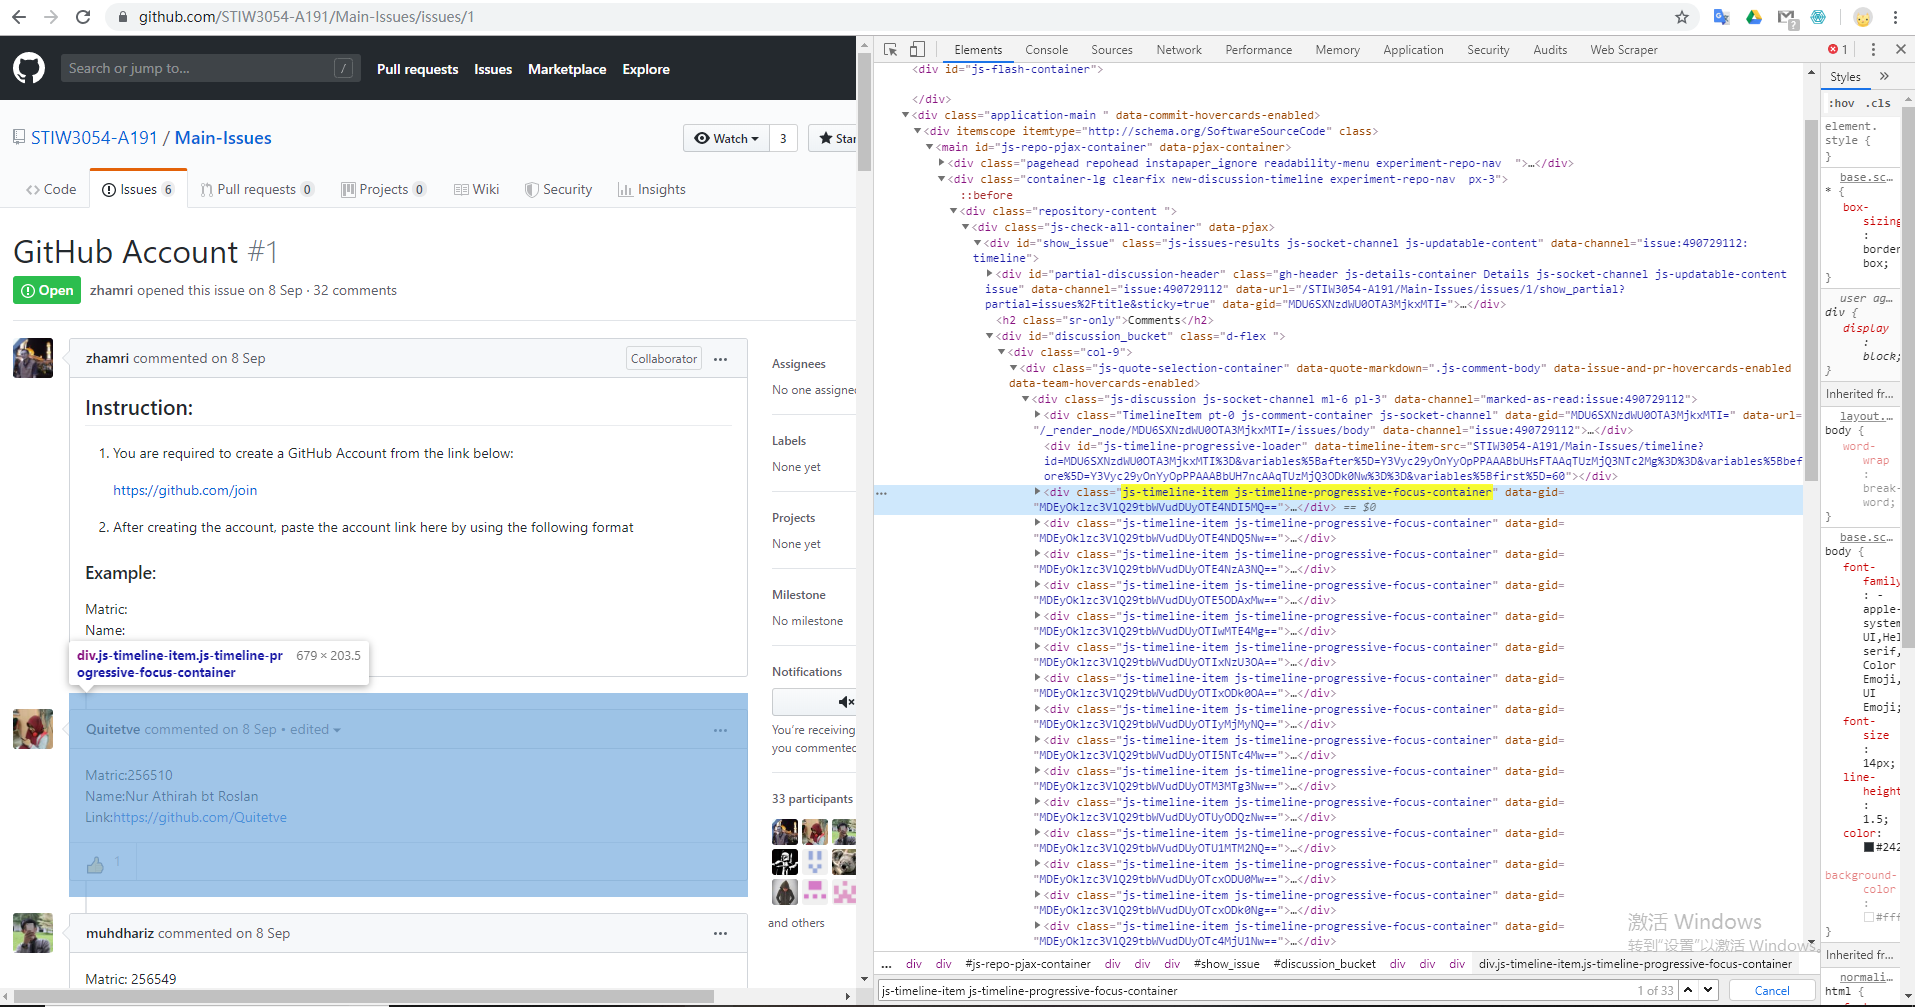 github.com/STIW3054-A191/Main-Issues/issues/1
Search or jump to...
/
Pull requests Issues Marketplace Explore
STIW3054-A191 / Main-Issues
Watch 3
Star
Code Issues 6 Pull requests 0 Projects 0 Wiki Security Insights
GitHub Account #1
Open zhamri opened this issue on 8 Sep · 32 comments
zhamri commented on 8 Sep Collaborator
Instruction:
1. You are required to create a GitHub Account from the link below:
https://github.com/join
2. After creating the account, paste the account link here by using the following format
Example:
Matric:
Name:
div.js-timeline-item.js-timeline-pr 679 × 203.5
ogressive-focus-container
Quitetve commented on 8 Sep • edited
Matric:256510
Name:Nur Athirah bt Roslan
Link:https://github.com/Quitetve
1
muhdhariz commented on 8 Sep
Matric: 256549
Assignees
No one assigned
Labels
None yet
Projects
None yet
Milestone
No milestone
Notifications
You're receiving
you commented
33 participants
and others
Elements Console Sources Network Performance Memory Application Security Audits Web Scraper 1
<div id="js-flash-container">
</div>
<div class="application-main " data-commit-hovercards-enabled>
<div itemscope itemtype="http://schema.org/SoftwareSourceCode" class>
<main id="js-repo-pjax-container" data-pjax-container>
<div class="pagehead repohead instapaper_ignore readability-menu experiment-repo-nav  ">…</div>
<div class="container-lg clearfix new-discussion-timeline experiment-repo-nav  px-3">
::before
<div class="repository-content ">
<div class="js-check-all-container" data-pjax>
<div id="show_issue" class="js-issues-results js-socket-channel js-updatable-content" data-channel="issue:490729112:
timeline">
<div id="partial-discussion-header" class="gh-header js-details-container Details js-socket-channel js-updatable-content
issue" data-channel="issue:490729112" data-url="/STIW3054-A191/Main-Issues/issues/1/show_partial?
partial=issues%2Ftitle&sticky=true" data-gid="MDU6SXNzdWU0OTA3MjkxMTI=">…</div>
<h2 class="sr-only">Comments</h2>
<div id="discussion_bucket" class="d-flex ">
<div class="col-9">
<div class="js-quote-selection-container" data-quote-markdown=".js-comment-body" data-issue-and-pr-hovercards-enabled
data-team-hovercards-enabled>
<div class="js-discussion js-socket-channel ml-6 pl-3" data-channel="marked-as-read:issue:490729112">
<div class="TimelineItem pt-0 js-comment-container js-socket-channel" data-gid="MDU6SXNzdWU0OTA3MjkxMTI=" data-url=
"/_render_node/MDU6SXNzdWU0OTA3MjkxMTI=/issues/body" data-channel="issue:490729112">…</div>
<div id="js-timeline-progressive-loader" data-timeline-item-src="STIW3054-A191/Main-Issues/timeline?
id=MDU6SXNzdWU0OTA3MjkxMTI%3D&variables%5Bafter%5D=Y3Vyc29yOnYyOpPPAAABbUHsFTAAqTUzMjQ3NTc2Mg%3D%3D&variables%5Bbef
ore%5D=Y3Vyc29yOnYyOpPPAAABbUH7ncAAqTUzMjQ3ODk0Nw%3D%3D&variables%5Bfirst%5D=60"></div>
<div class="js-timeline-item js-timeline-progressive-focus-container" data-gid=
"MDEyOklzc3VlQ29tbWVudDUyOTE4NDI5MQ==">…</div> == $0
<div class="js-timeline-item js-timeline-progressive-focus-container" data-gid=
"MDEyOklzc3VlQ29tbWVudDUyOTE4NDQ5Nw==">…</div>
<div class="js-timeline-item js-timeline-progressive-focus-container" data-gid=
"MDEyOklzc3VlQ29tbWVudDUyOTE4NzA3NQ==">…</div>
<div class="js-timeline-item js-timeline-progressive-focus-container" data-gid=
"MDEyOklzc3VlQ29tbWVudDUyOTE5ODAxMw==">…</div>
<div class="js-timeline-item js-timeline-progressive-focus-container" data-gid=
"MDEyOklzc3VlQ29tbWVudDUyOTIwMTE4Mg==">…</div>
<div class="js-timeline-item js-timeline-progressive-focus-container" data-gid=
"MDEyOklzc3VlQ29tbWVudDUyOTIxNzU3OA==">…</div>
<div class="js-timeline-item js-timeline-progressive-focus-container" data-gid=
"MDEyOklzc3VlQ29tbWVudDUyOTIxODk0OA==">…</div>
<div class="js-timeline-item js-timeline-progressive-focus-container" data-gid=
"MDEyOklzc3VlQ29tbWVudDUyOTIyMjMyNQ==">…</div>
<div class="js-timeline-item js-timeline-progressive-focus-container" data-gid=
"MDEyOklzc3VlQ29tbWVudDUyOTI5NTc4Mw==">…</div>
<div class="js-timeline-item js-timeline-progressive-focus-container" data-gid=
"MDEyOklzc3VlQ29tbWVudDUyOTM3MTg3Nw==">…</div>
<div class="js-timeline-item js-timeline-progressive-focus-container" data-gid=
"MDEyOklzc3VlQ29tbWVudDUyOTUyODQzNw==">…</div>
<div class="js-timeline-item js-timeline-progressive-focus-container" data-gid=
"MDEyOklzc3VlQ29tbWVudDUyOTU1MTM2NQ==">…</div>
<div class="js-timeline-item js-timeline-progressive-focus-container" data-gid=
"MDEyOklzc3VlQ29tbWVudDUyOTcxODU0Mw==">…</div>
<div class="js-timeline-item js-timeline-progressive-focus-container" data-gid=
"MDEyOklzc3VlQ29tbWVudDUyOTcxODk0Ng==">…</div>
<div class="js-timeline-item js-timeline-progressive-focus-container" data-gid=
"MDEyOklzc3VlQ29tbWVudDUyOTc4MjU1Nw==">…</div>
激活 Windows
转到“设置”以激活 Windows
... div div #js-repo-pjax-container div div div #show_issue #discussion_bucket div div div div.js-timeline-item.js-timeline-progressive-focus-container
js-timeline-item js-timeline-progressive-focus-container 1 of 33 Cancel
Styles »
:hov .cls
element.
style {
}
base.sc…
* {
box-
sizing
:
border
box;
}
user ag…
div {
display
:
block;
}
Inherited fr…
layout.…
body {
word-
wrap
:
break-
word;
}
base.sc…
body {
font-
family
: -
apple-
system
UI,Hel
serif,
Color
Emoji,
UI
Emoji;
font-
size
:
14px;
line-
height
:
1.5;
color:
#242
background-
color
:
#fff
}
Inherited fr…
normali…
html {